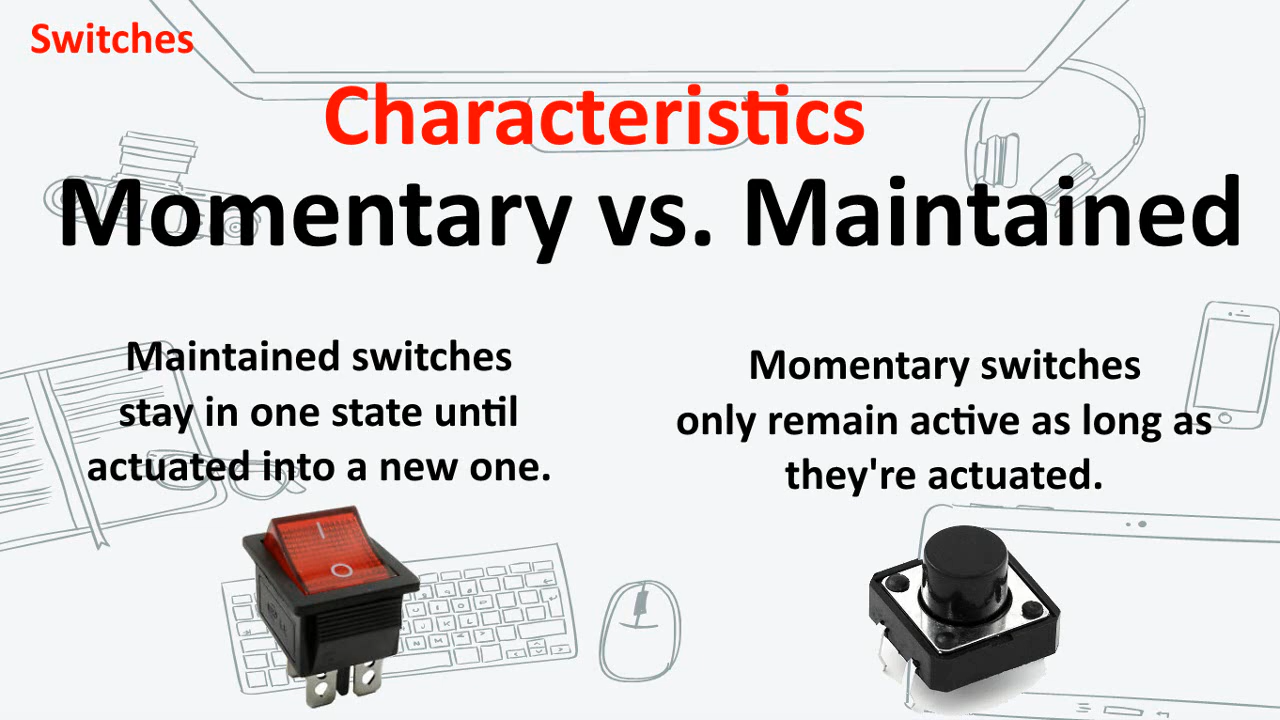 Switches
Characteristics
Momentary vs. Maintained
Maintained switches
stay in one state until
actuated into a new one.
Momentary switches
only remain active as long as
they're actuated.